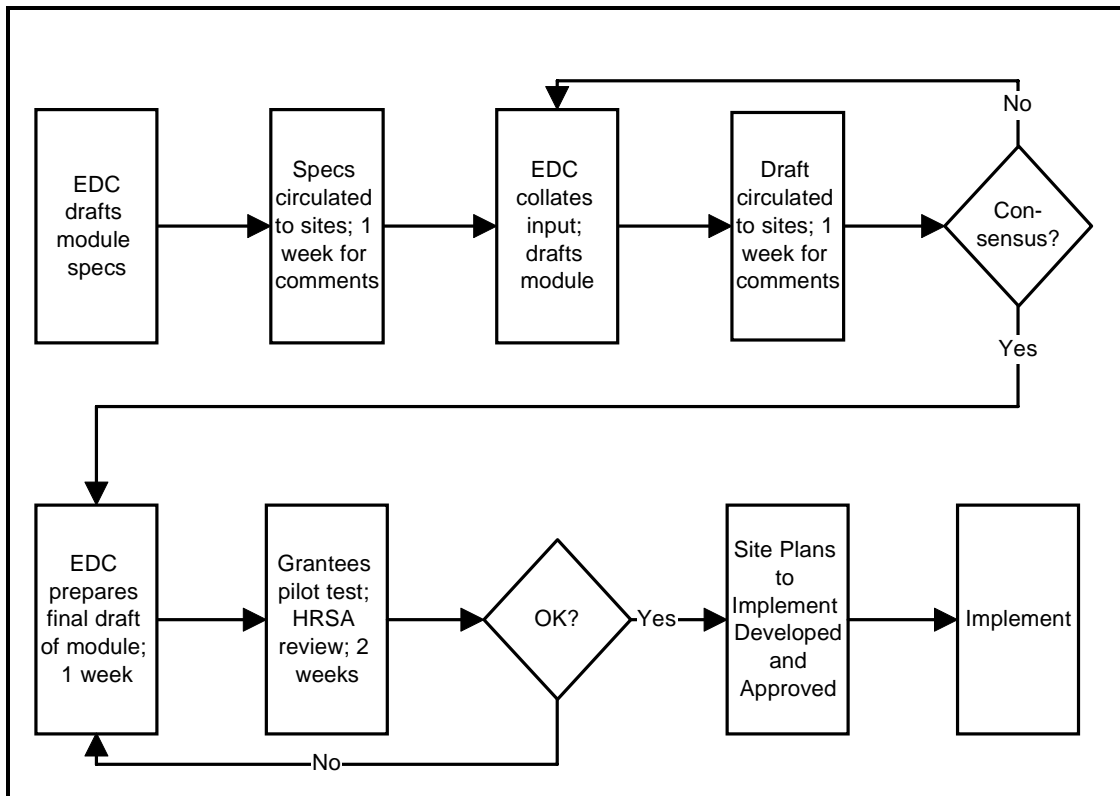 EDC
drafts
module
specs
Specs
circulated
to sites; 1
week for
comments
EDC
collates
input;
drafts
module
Draft
circulated
to sites; 1
week for
comments
Con-
sensus?
No
Yes
EDC
prepares
final draft
of module;
1 week
Grantees
pilot test;
HRSA
review; 2
weeks
OK?
Yes
No
Site Plans
to
Implement
Developed
and
Approved
Implement